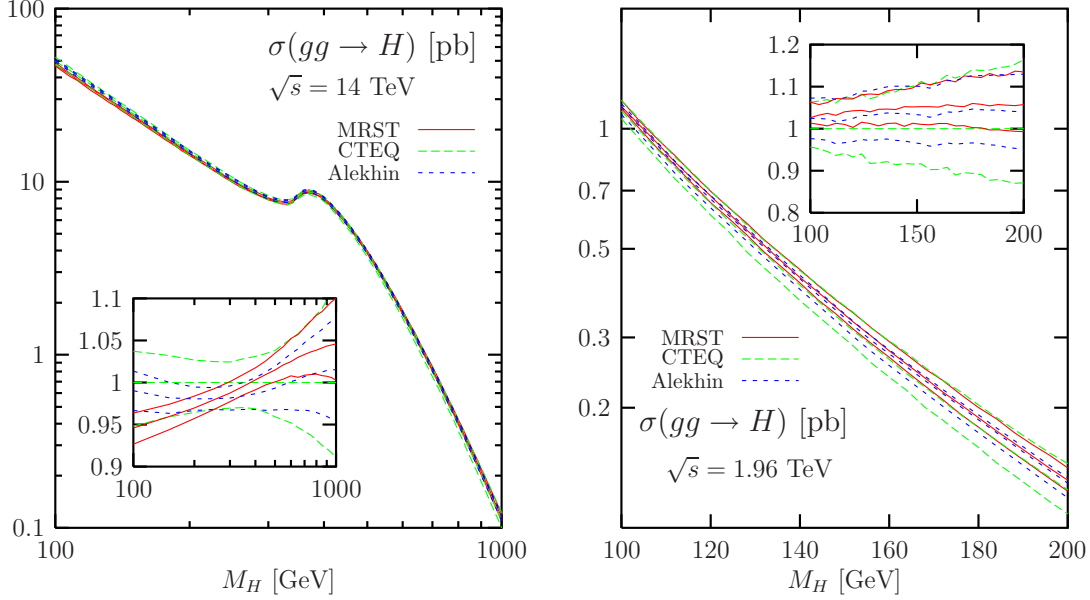 σ(gg → H) [pb]
√s = 14 TeV
MRST
CTEQ
Alekhin
100
10
1
0.1
100
1000
M_H [GeV]
1.1
1.05
1
0.95
0.9
100
1000
σ(gg → H) [pb]
√s = 1.96 TeV
MRST
CTEQ
Alekhin
1
0.7
0.5
0.3
0.2
100
120
140
160
180
200
M_H [GeV]
1.2
1.1
1
0.9
0.8
100
150
200